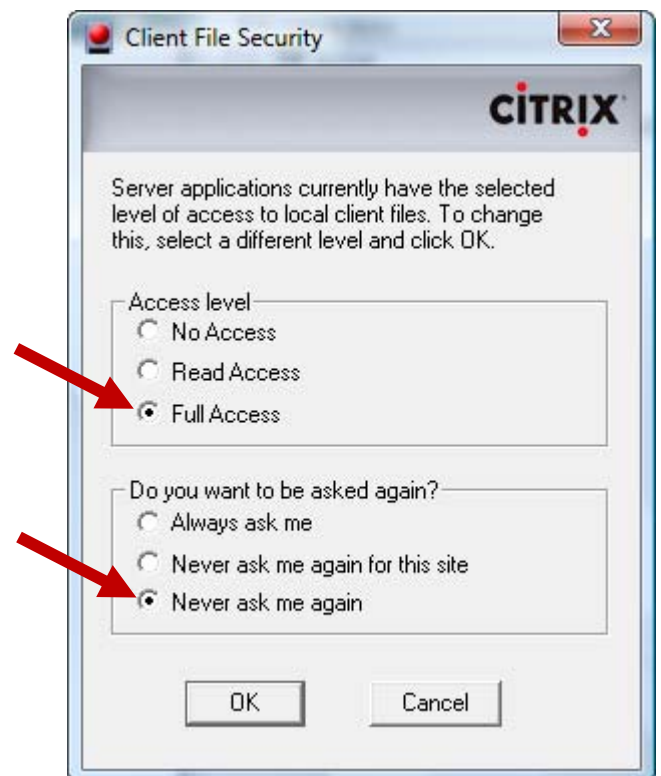 Client File Security
CİTRIX
Server applications currently have the selected
level of access to local client files. To change
this, select a different level and click OK.
Access level
No Access
Read Access
Full Access
Do you want to be asked again?
Always ask me
Never ask me again for this site
Never ask me again
OK
Cancel